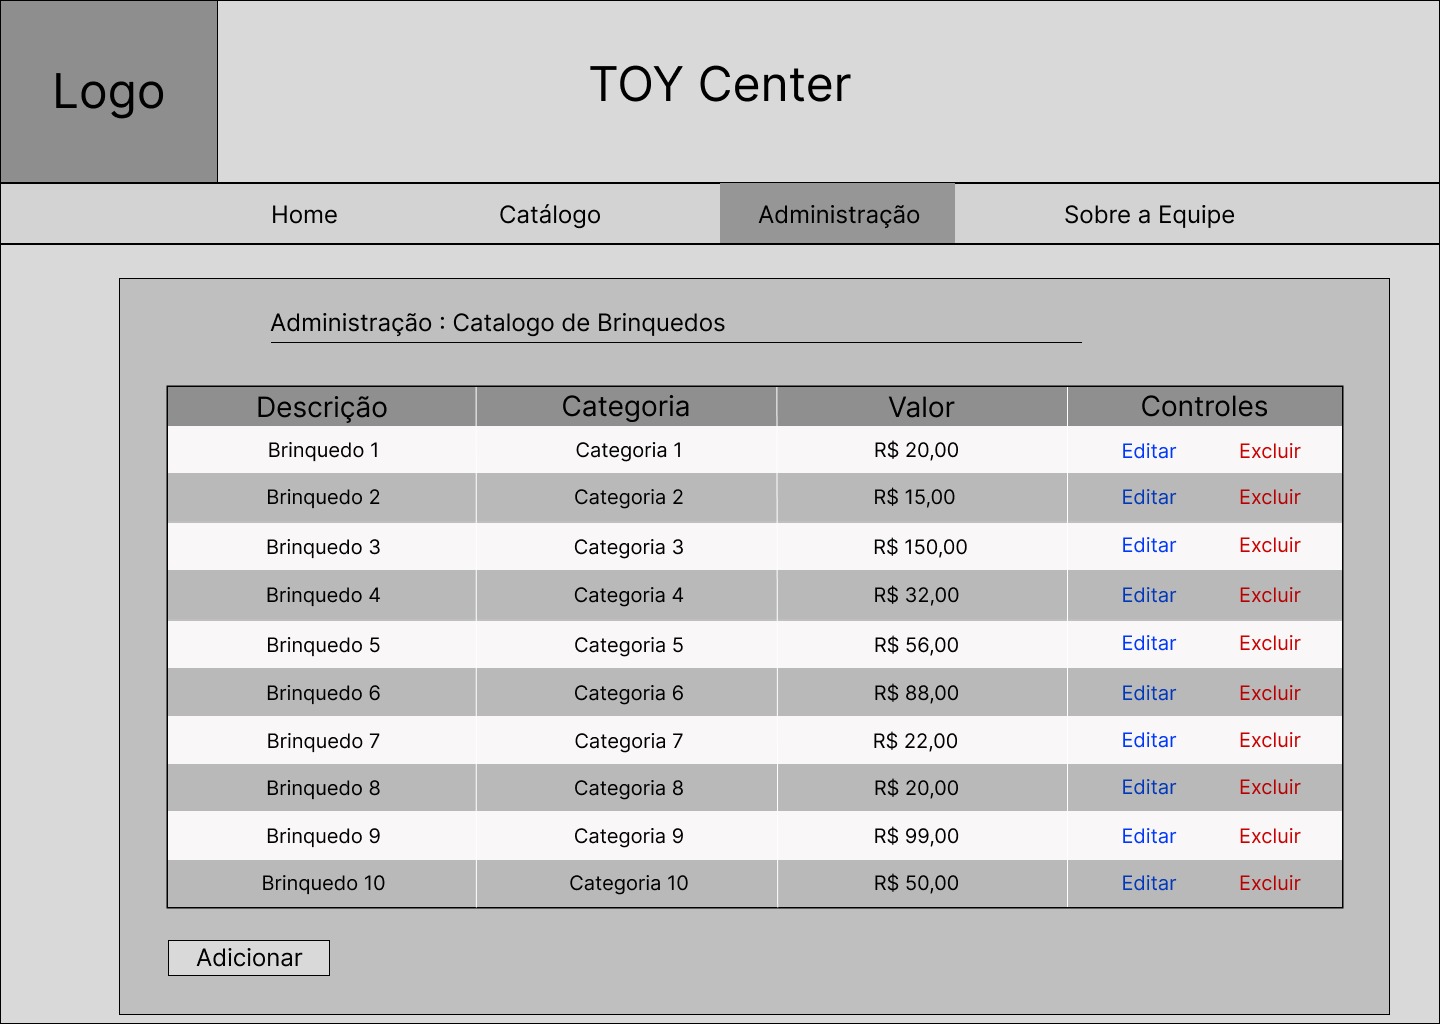 Logo
TOY Center
Home Catálogo Administração Sobre a Equipe
Administração : Catalogo de Brinquedos
Descrição Categoria Valor Controles
Brinquedo 1 Categoria 1 R$ 20,00 Editar Excluir
Brinquedo 2 Categoria 2 R$ 15,00 Editar Excluir
Brinquedo 3 Categoria 3 R$ 150,00 Editar Excluir
Brinquedo 4 Categoria 4 R$ 32,00 Editar Excluir
Brinquedo 5 Categoria 5 R$ 56,00 Editar Excluir
Brinquedo 6 Categoria 6 R$ 88,00 Editar Excluir
Brinquedo 7 Categoria 7 R$ 22,00 Editar Excluir
Brinquedo 8 Categoria 8 R$ 20,00 Editar Excluir
Brinquedo 9 Categoria 9 R$ 99,00 Editar Excluir
Brinquedo 10 Categoria 10 R$ 50,00 Editar Excluir
Adicionar